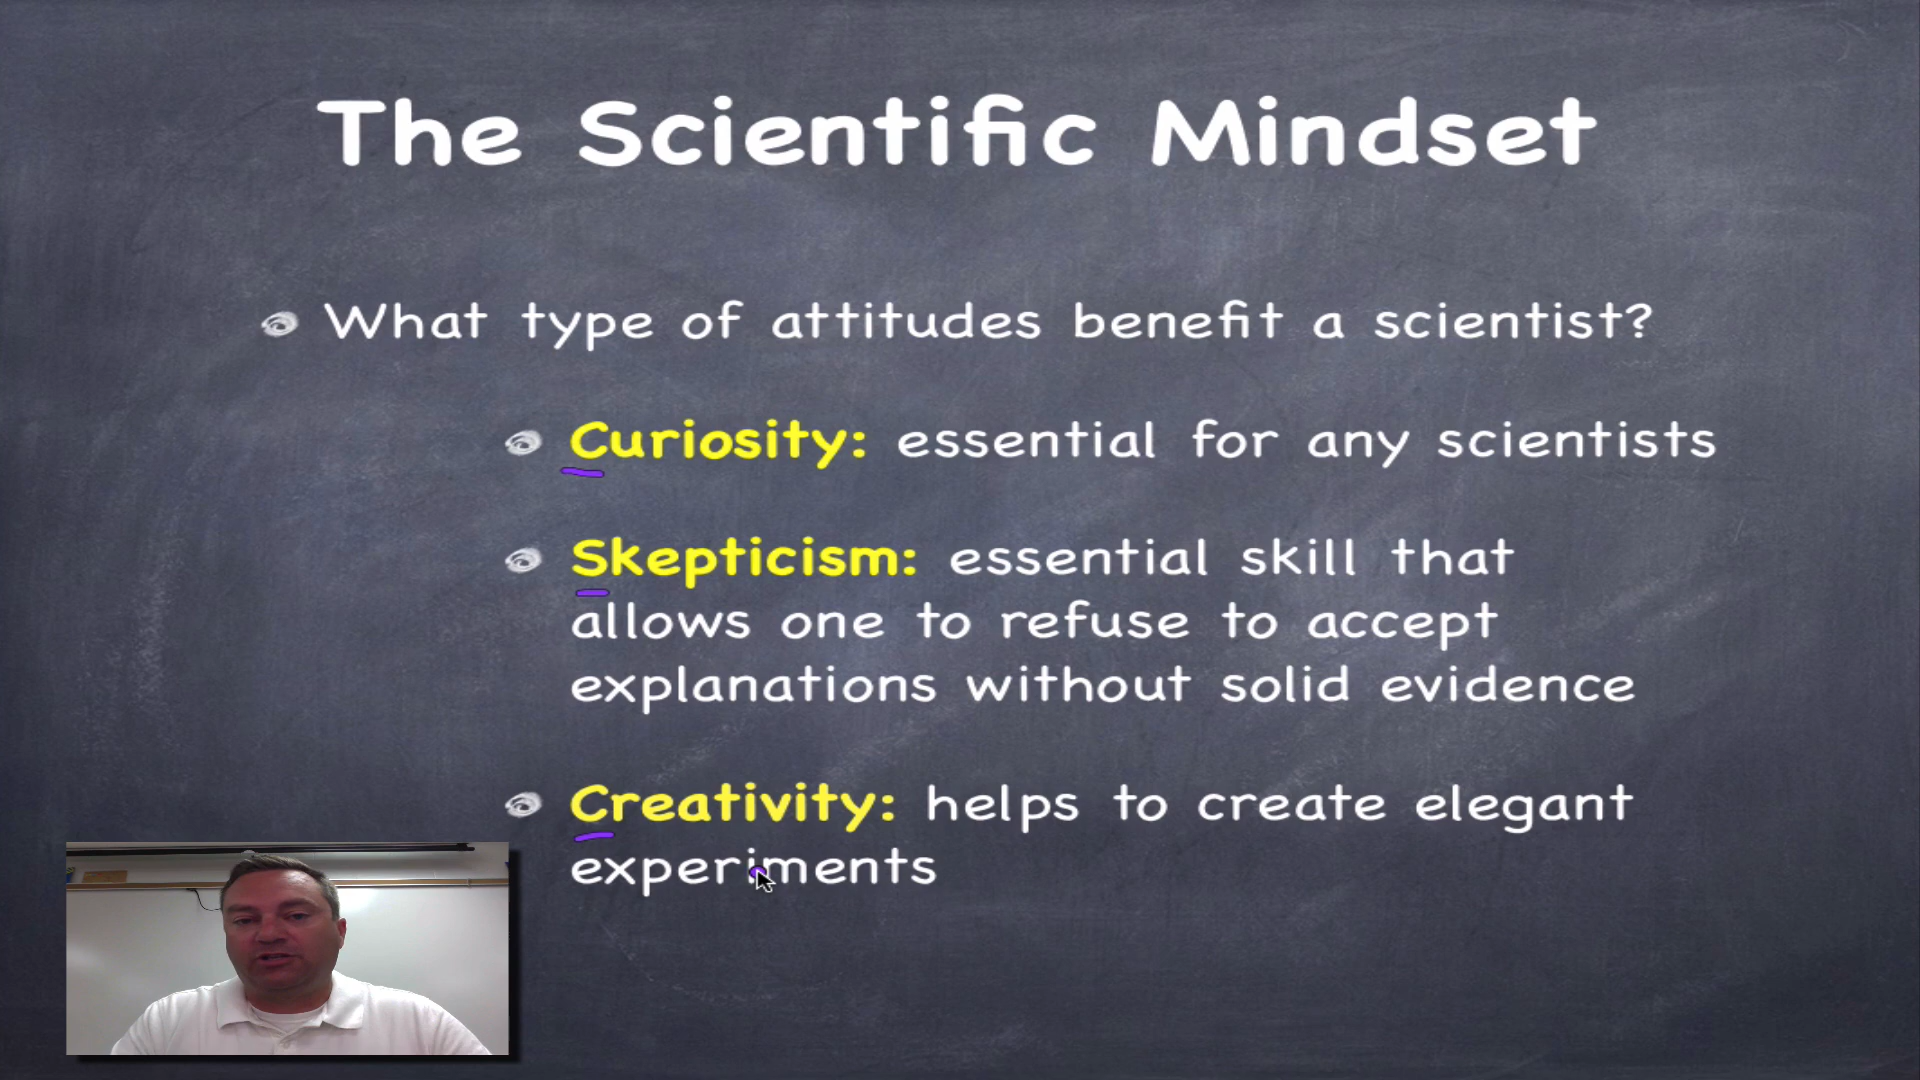 The Scientific Mindset
What type of attitudes benefit a scientist?
Curiosity: essential for any scientists
Skepticism: essential skill that
allows one to refuse to accept
explanations without solid evidence
Creativity: helps to create elegant
experiments